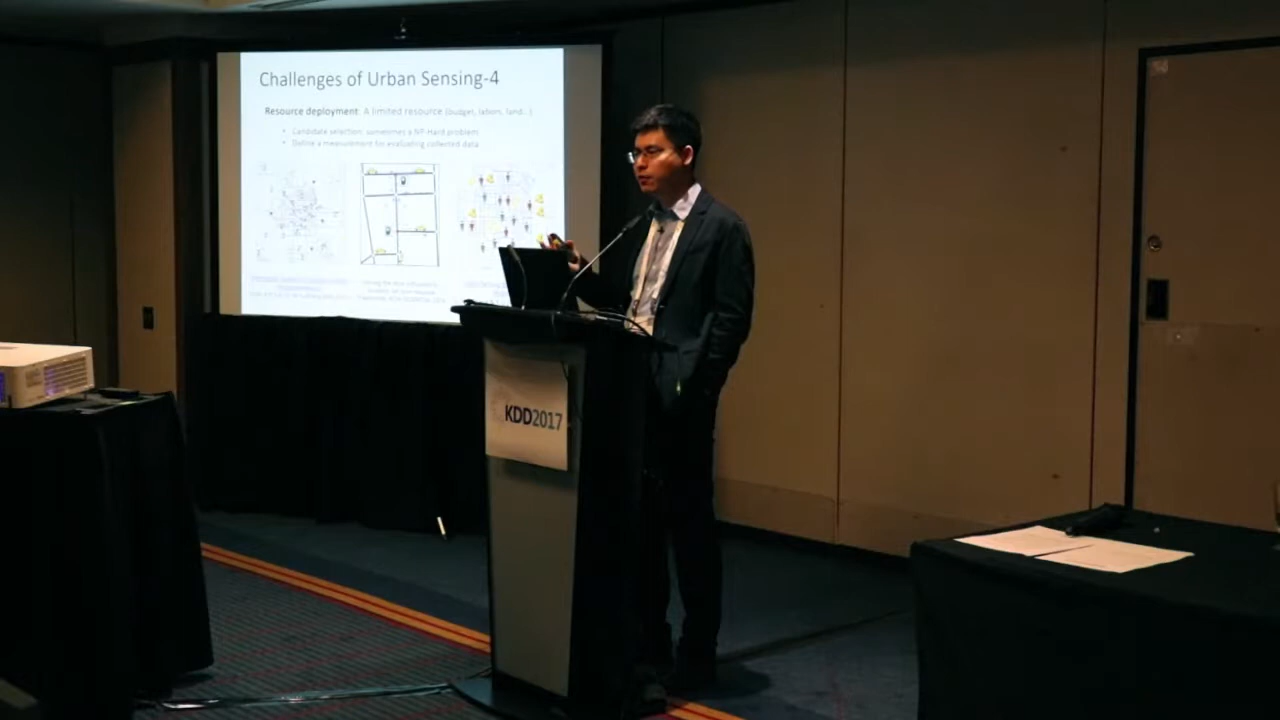 Challenges of Urban Sensing-4
Resource deployment: A limited resource (budget, labors, land…)
• Candidate selection: sometimes a NP-Hard problem
• Define a measurement for evaluating collected data
KDD2017